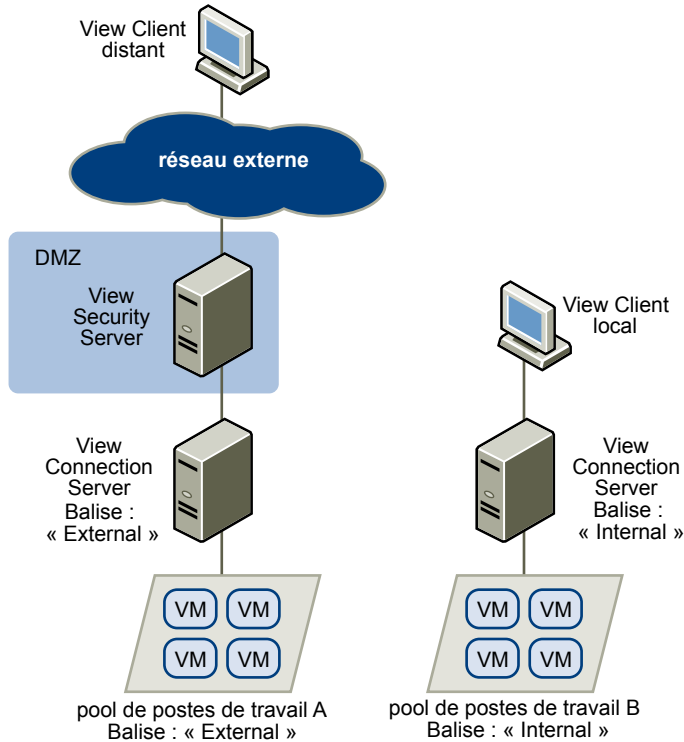 View Client
distant
réseau externe
DMZ
View
Security
Server
View Client
local
View
Connection
Server
Balise :
« External »
View
Connection
Server
Balise :
« Internal »
VM VM
VM VM
VM VM
VM VM
pool de postes de travail A
Balise : « External »
pool de postes de travail B
Balise : « Internal »